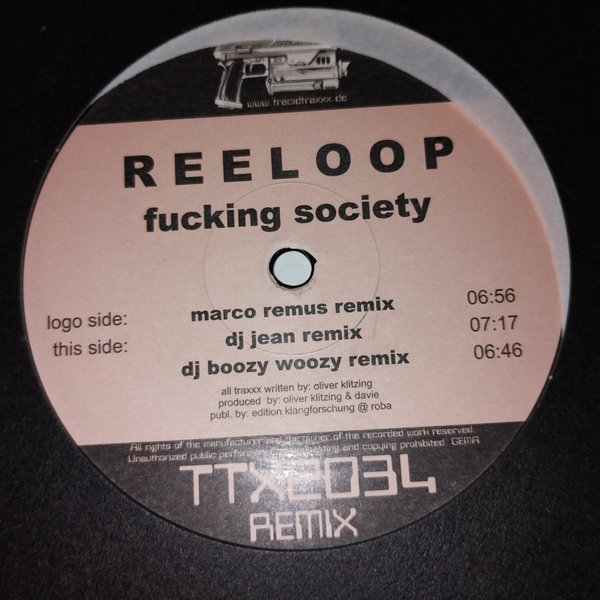 www.tracidtraxxx.de
REELOOP
fucking society
logo side: marco remus remix 06:56
this side: dj jean remix 07:17
dj boozy woozy remix 06:46
all traxxx written by: oliver klitzing
produced by: oliver klitzing & davie
publ. by: edition klangforschung @ roba
All rights of the manufacturer and the owner of the recorded work reserved.
Unauthorized public performance, broadcasting and copying prohibited. GEMA
TTX2034
REMIX